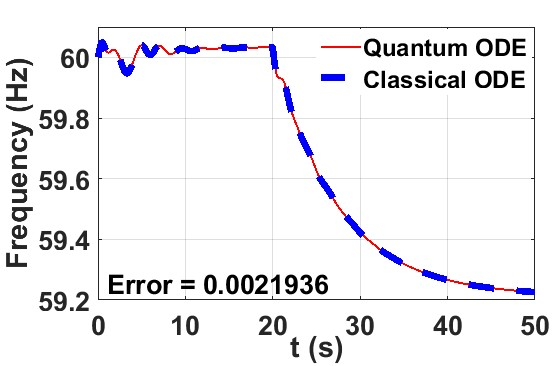 Quantum ODE
Classical ODE
Frequency (Hz)
60
59.8
59.6
59.4
59.2
Error = 0.0021936
0 10 20 30 40 50
t (s)